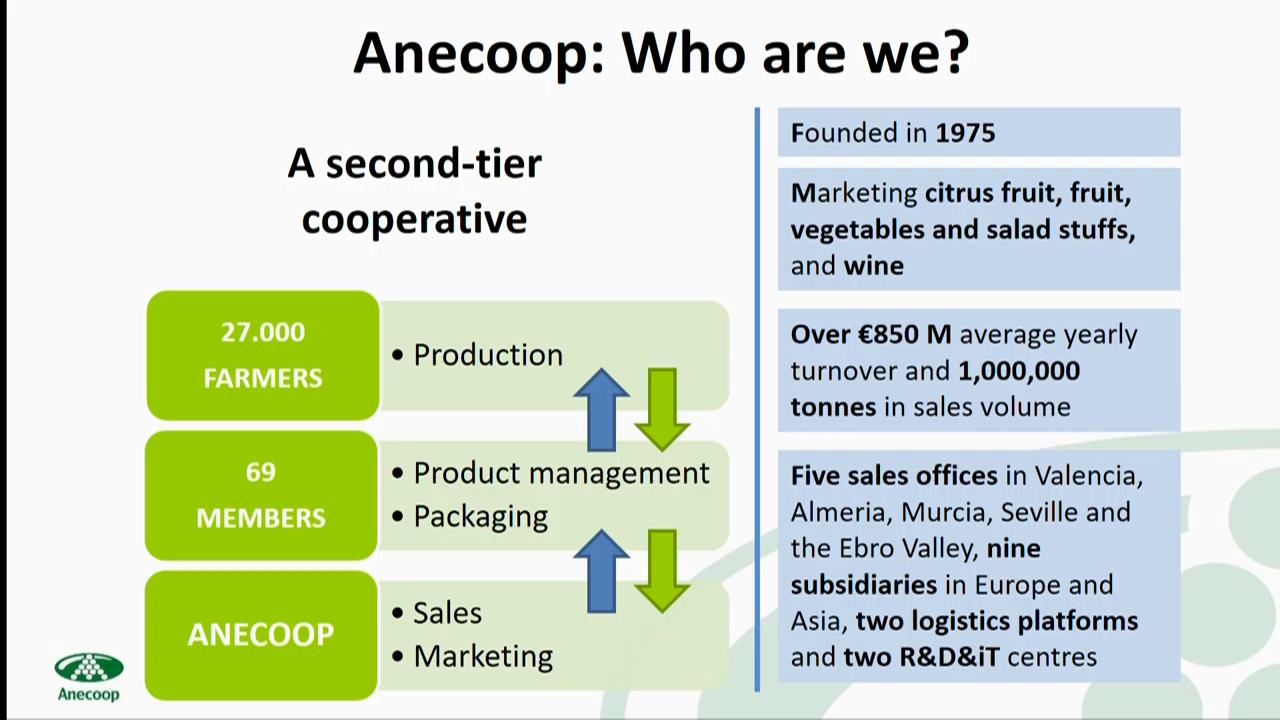 Anecoop: Who are we?
A second-tier
cooperative
27.000
FARMERS
• Production
69
MEMBERS
• Product management
• Packaging
ANECOOP
• Sales
• Marketing
Anecoop
Founded in 1975
Marketing citrus fruit, fruit,
vegetables and salad stuffs,
and wine
Over €850 M average yearly
turnover and 1,000,000
tonnes in sales volume
Five sales offices in Valencia,
Almeria, Murcia, Seville and
the Ebro Valley, nine
subsidiaries in Europe and
Asia, two logistics platforms
and two R&D&iT centres